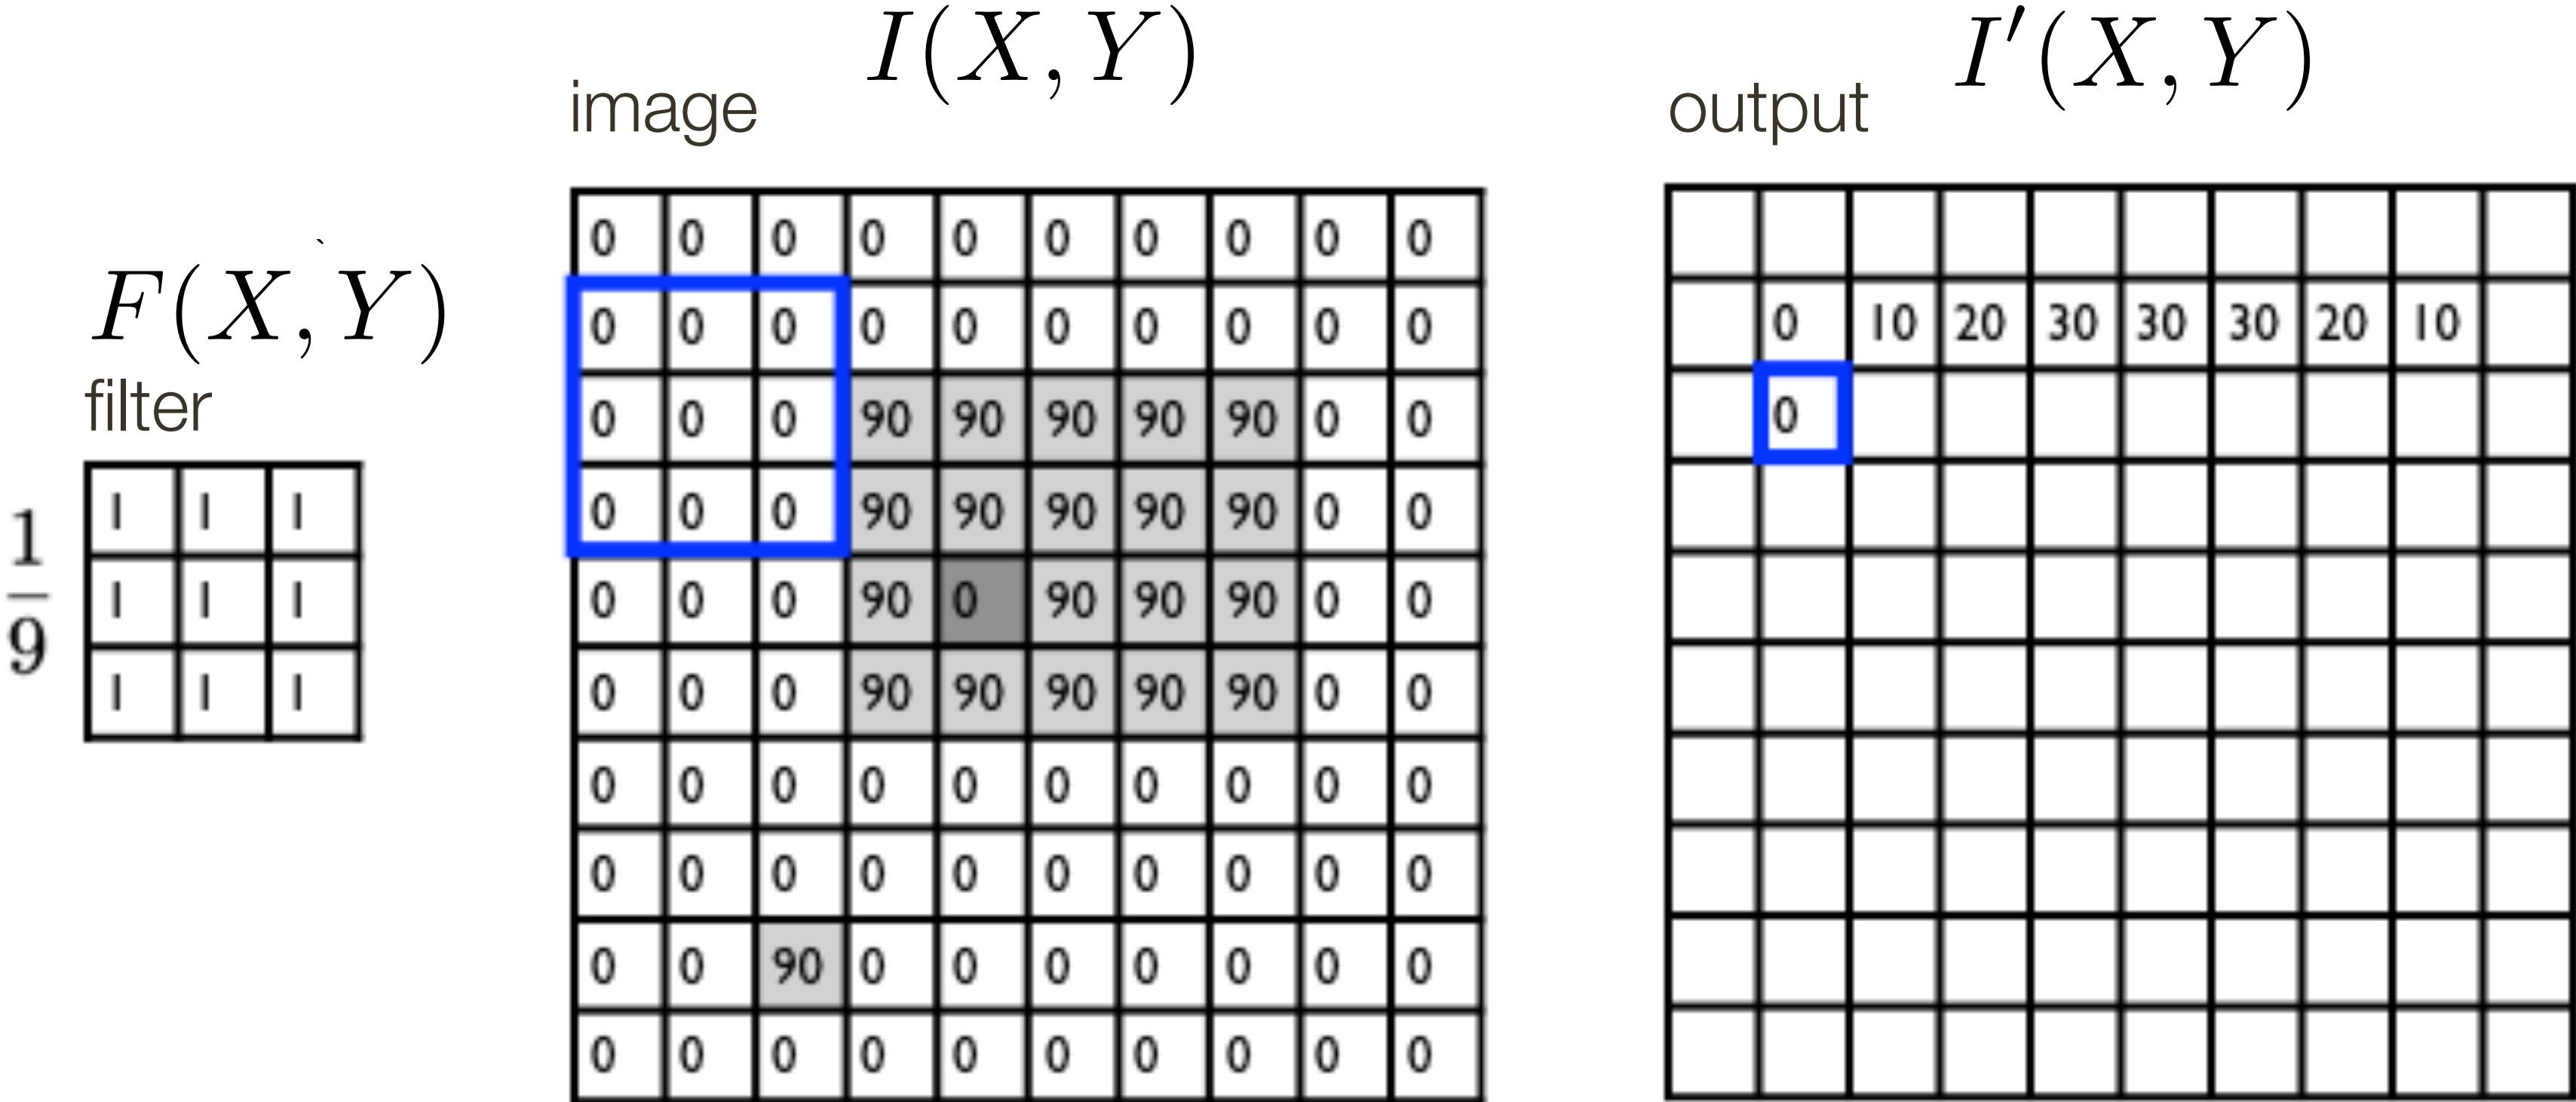 I(X, Y)
I′(X, Y)
image
output
F(X, Y)
filter
1/9
1 1 1
1 1 1
1 1 1
0 0 0 0 0 0 0 0 0 0
0 0 0 0 0 0 0 0 0 0
0 0 0 90 90 90 90 90 0 0
0 0 0 90 90 90 90 90 0 0
0 0 0 90 0 90 90 90 0 0
0 0 0 90 90 90 90 90 0 0
0 0 0 0 0 0 0 0 0 0
0 0 0 0 0 0 0 0 0 0
0 0 90 0 0 0 0 0 0 0
0 0 0 0 0 0 0 0 0 0
0 10 20 30 30 30 20 10
0